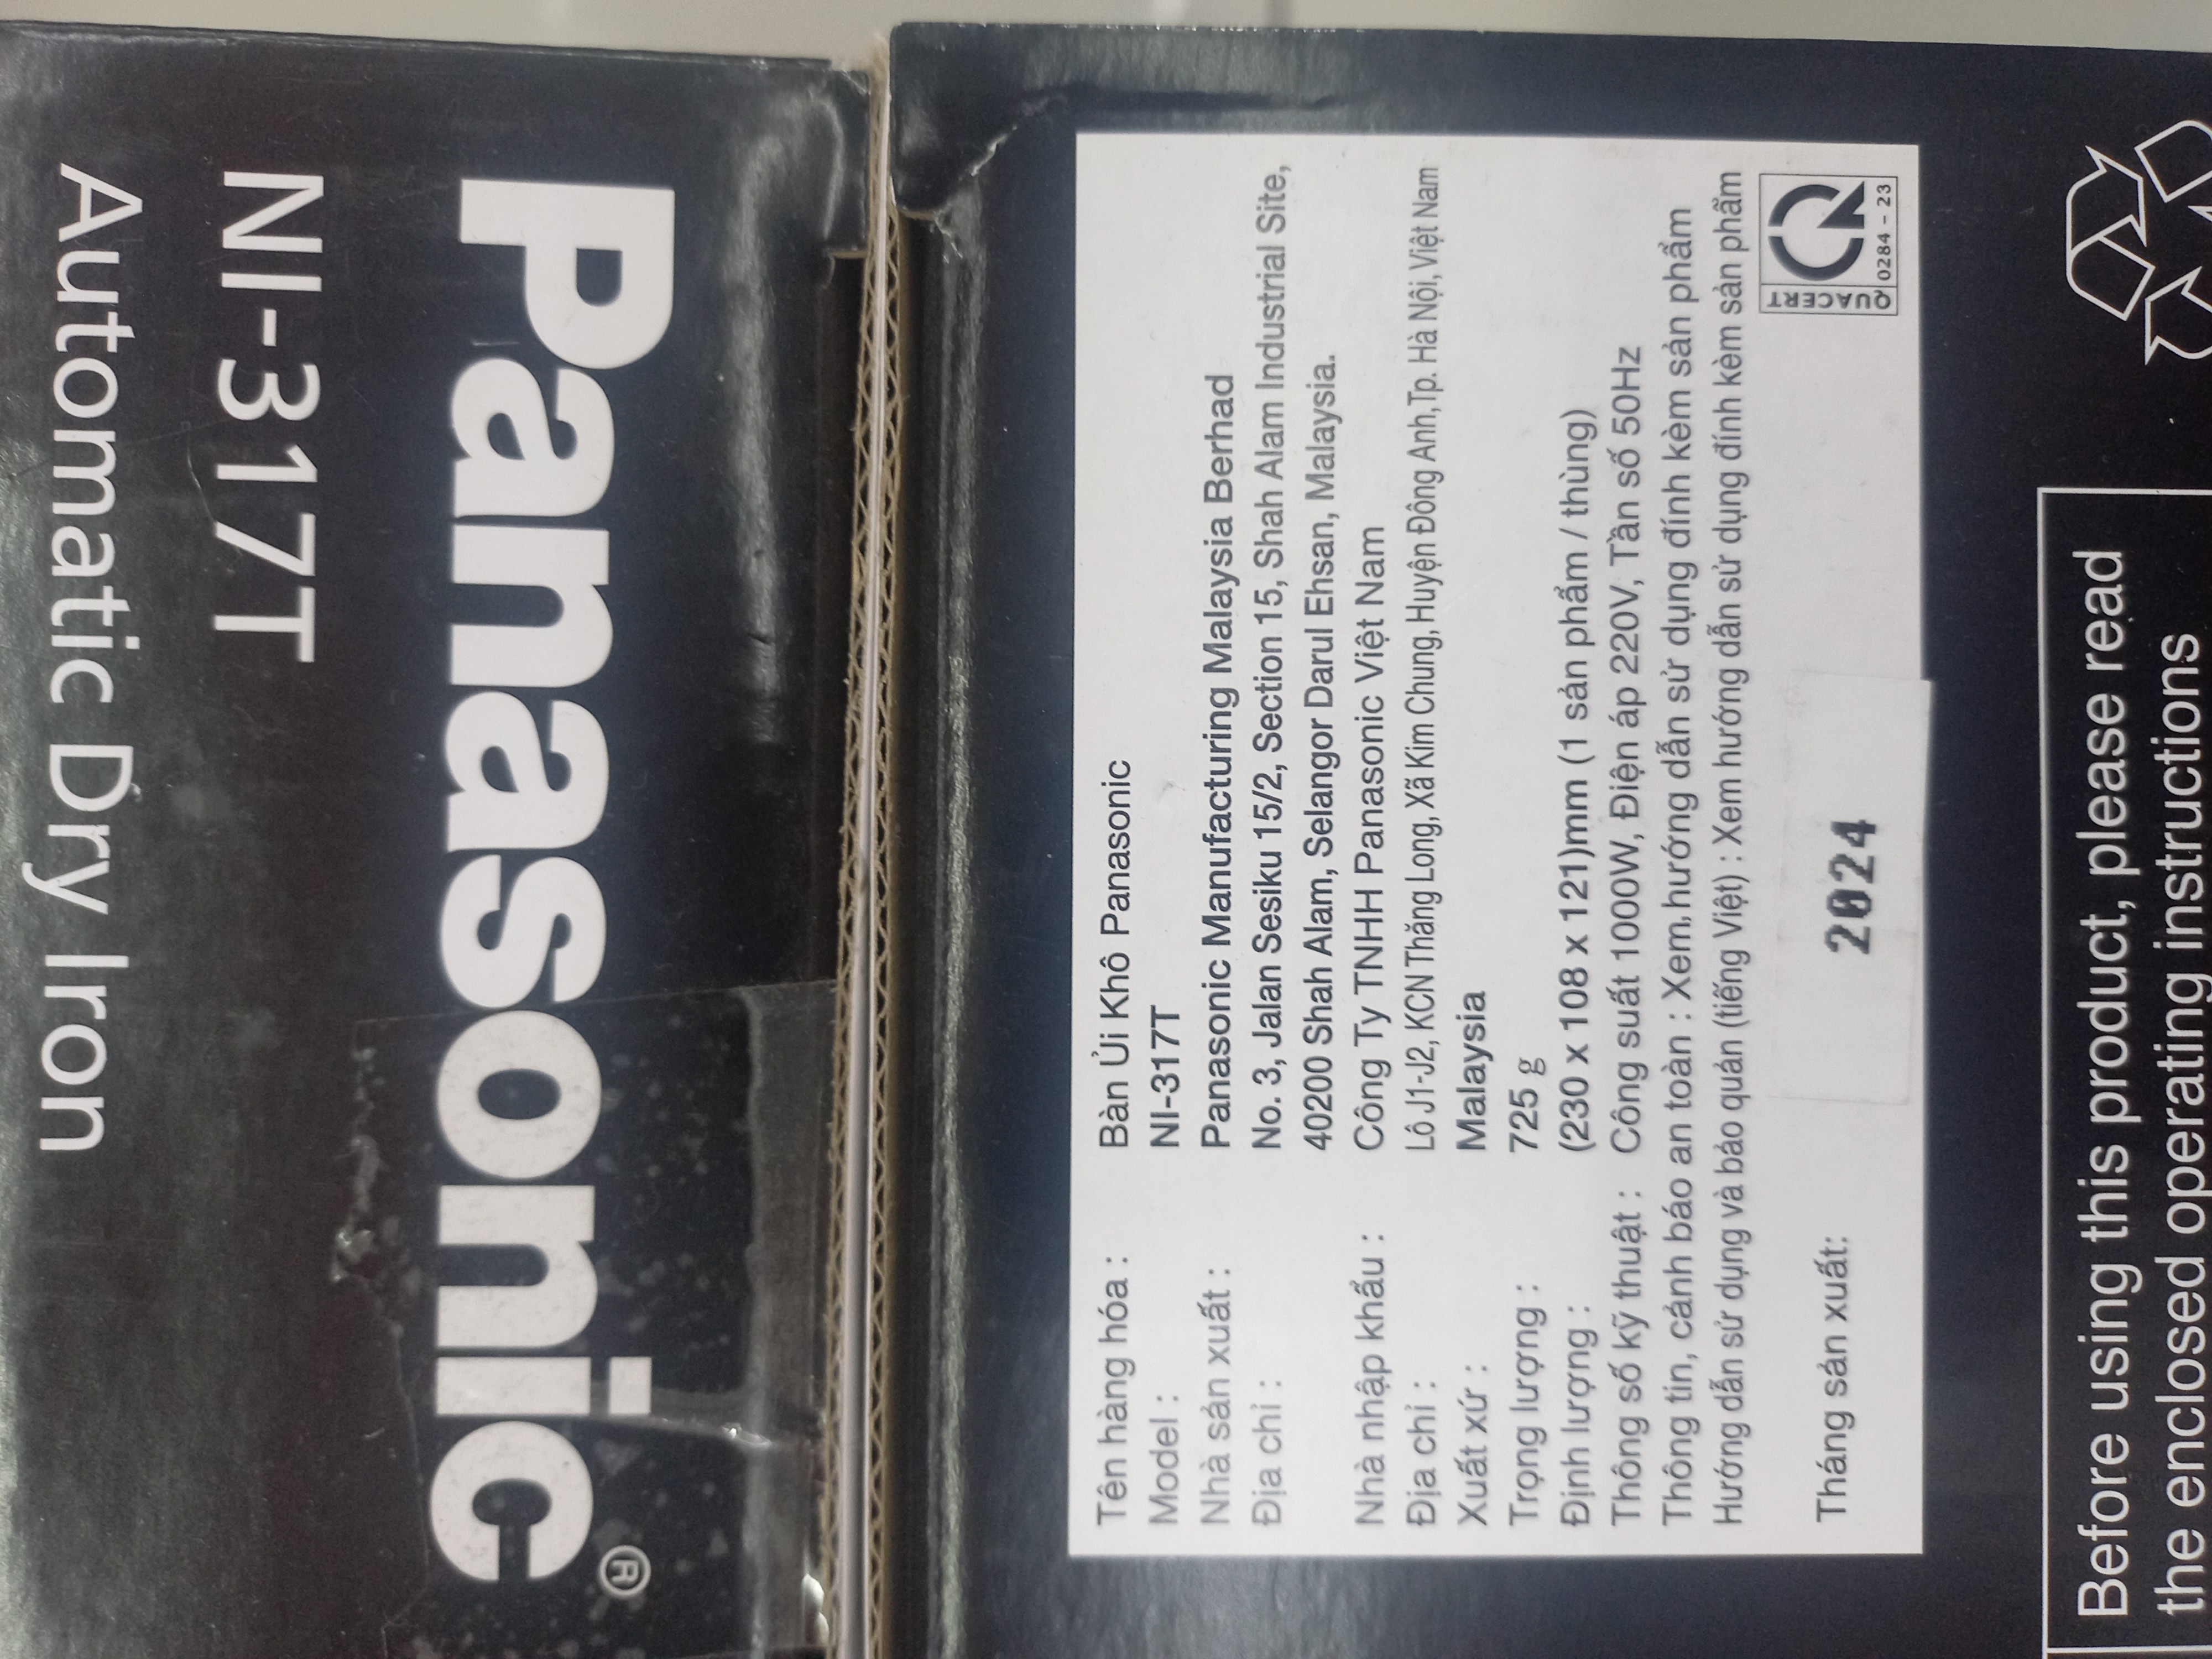 Panasonic®
NI-317T
Automatic Dry Iron
Tên hàng hóa : Bàn Ủi Khô Panasonic
Model : NI-317T
Nhà sản xuất : Panasonic Manufacturing Malaysia Berhad
Địa chỉ : No. 3, Jalan Sesiku 15/2, Section 15, Shah Alam Industrial Site,
40200 Shah Alam, Selangor Darul Ehsan, Malaysia.
Nhà nhập khẩu : Công Ty TNHH Panasonic Việt Nam
Địa chỉ : Lô J1-J2, KCN Thăng Long, Xã Kim Chung, Huyện Đông Anh,Tp. Hà Nội,Việt Nam
Xuất xứ : Malaysia
Trọng lượng : 725 g
Định lượng : (230 x 108 x 121)mm (1 sản phẩm / thùng)
Thông số kỹ thuật : Công suất 1000W, Điện áp 220V, Tần số 50Hz
Thông tin, cảnh báo an toàn : Xem hướng dẫn sử dụng đính kèm sản phẩm
Hướng dẫn sử dụng và bảo quản (tiếng Việt) : Xem hướng dẫn sử dụng đính kèm sản phẩm
QUACERT
0284 - 23
Tháng sản xuất: 2024
Before using this product, please read
the enclosed operating instructions